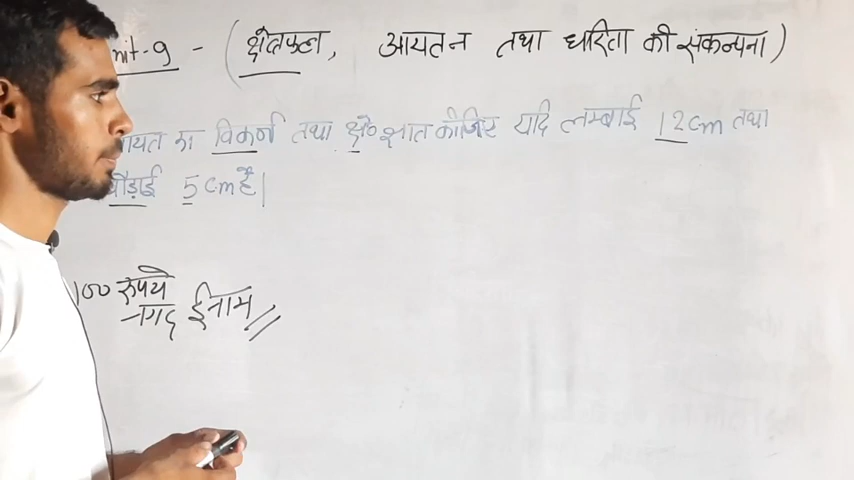 nit-9 - (क्षेत्रफल, आयतन तथा धारिता की संकल्पना)
ायत का विकर्ण तथा क्षे० ज्ञात कीजिए यदि लम्बाई 12cm तथा
चौड़ाई 5cm है।
100 रुपये
नगद ईनाम